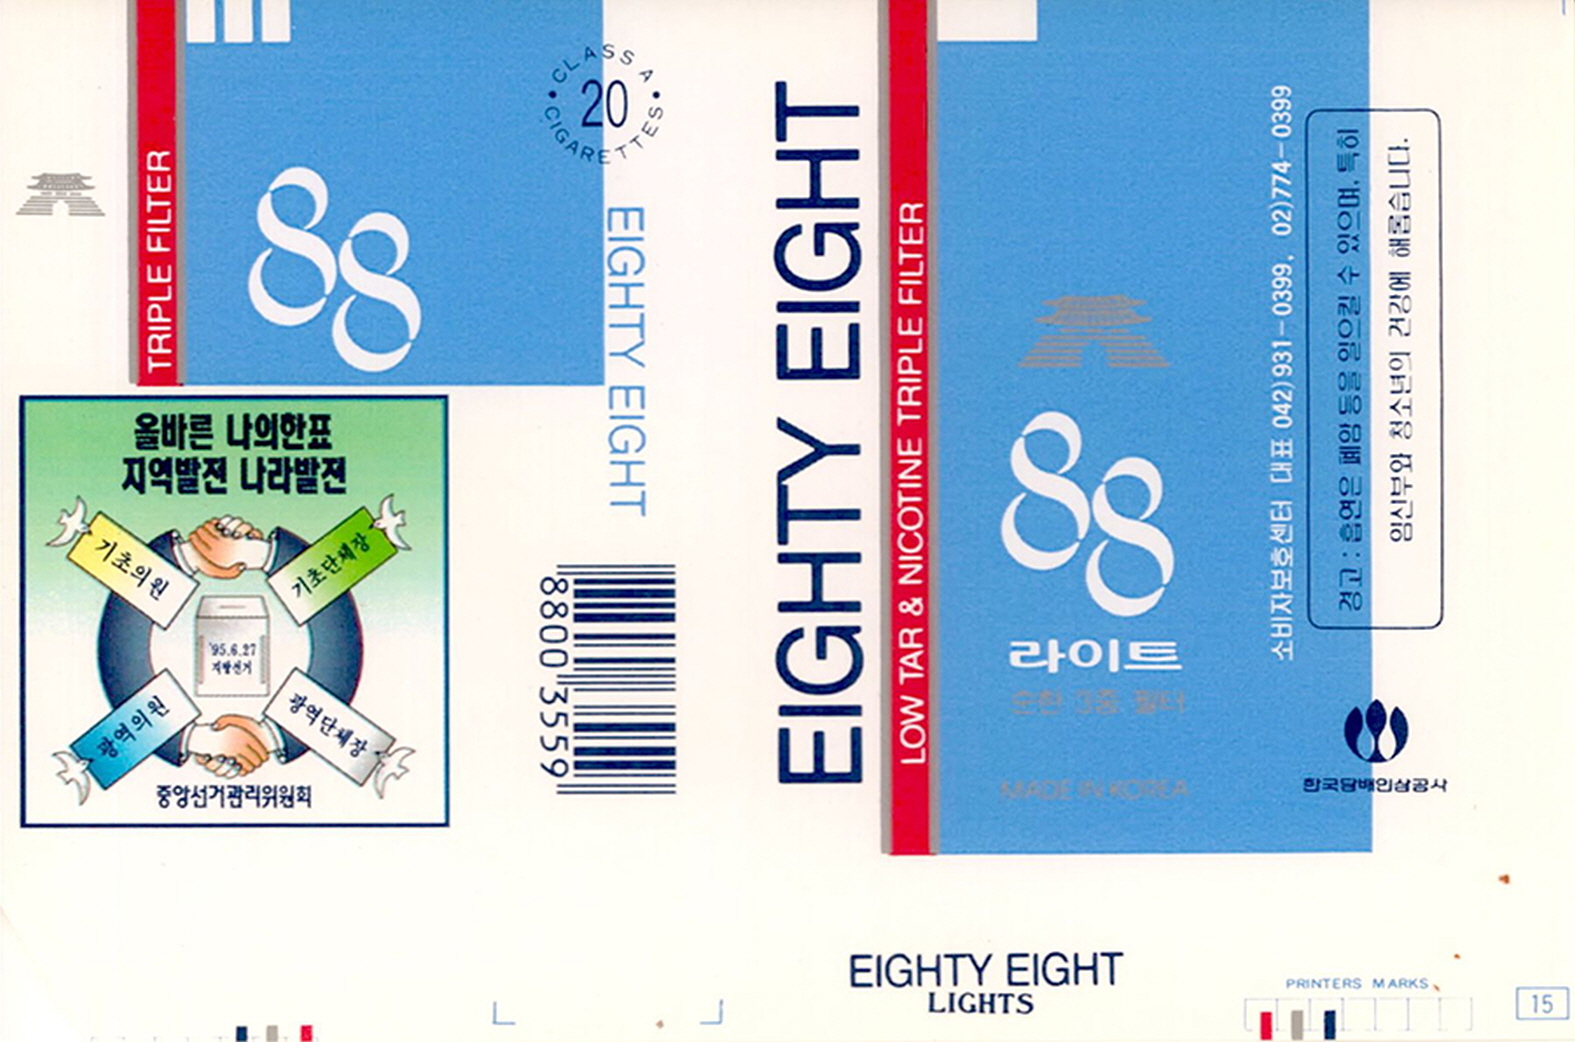 TRIPLE FILTER
88
CLASS A
20
CIGARETTES
EIGHTY EIGHT
올바른 나의한표
지역발전 나라발전
기초의원
기초단체장
'95.6.27
지방선거
광역의원
광역단체장
중앙선거관리위원회
8800 3559
EIGHTY EIGHT
LOW TAR & NICOTINE TRIPLE FILTER
88
라이트
순한 3중 필터
MADE IN KOREA
소비자보호센터 대표 042)931-0399, 02)774-0399
경고 : 흡연은 폐암 등을 일으킬 수 있으며, 특히
임신부와 청소년의 건강에 해롭습니다.
한국담배인삼공사
EIGHTY EIGHT
LIGHTS
PRINTERS MARKS
15